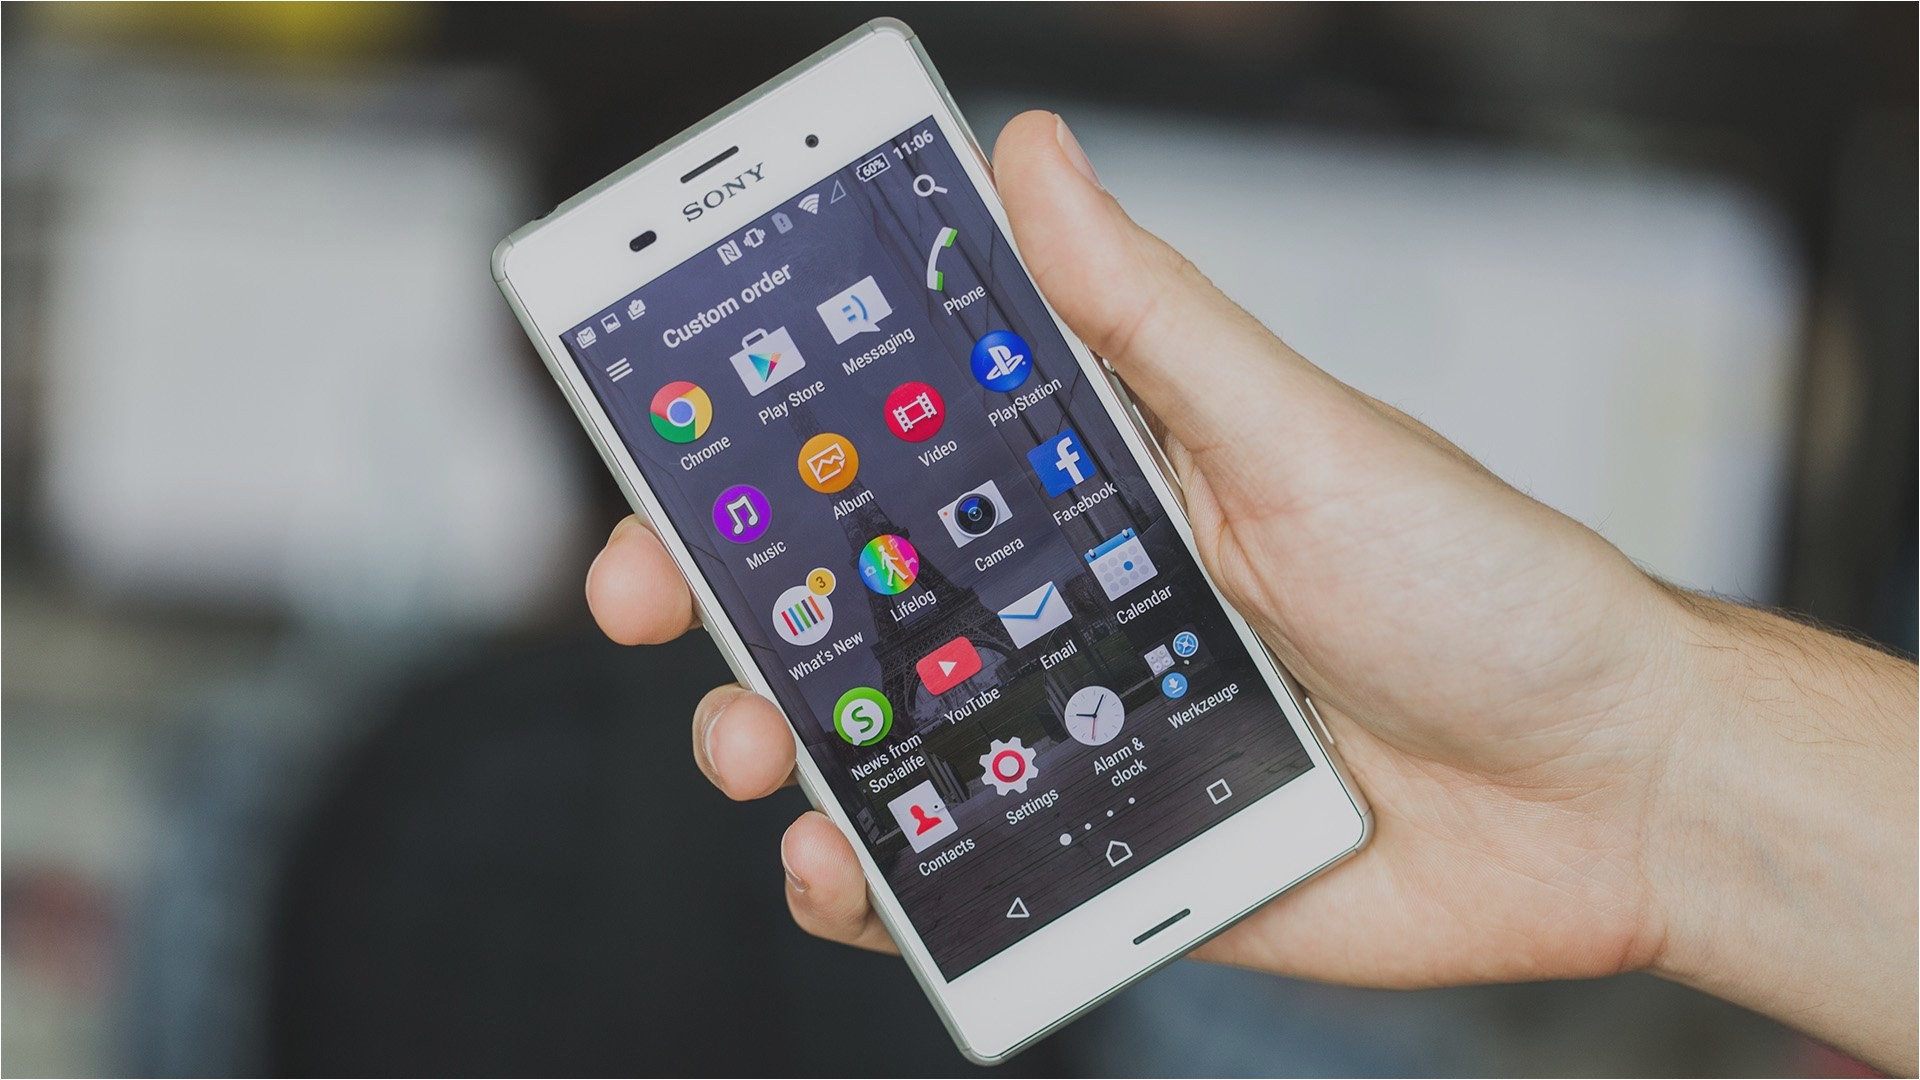 SONY
60% 11:06
Custom order
Chrome
Play Store
Messaging
Phone
Music
Album
Video
PlayStation
3
What's New
Lifelog
Camera
Facebook
S
News from
Socialife
YouTube
Email
Calendar
Contacts
Settings
Alarm &
clock
Werkzeuge